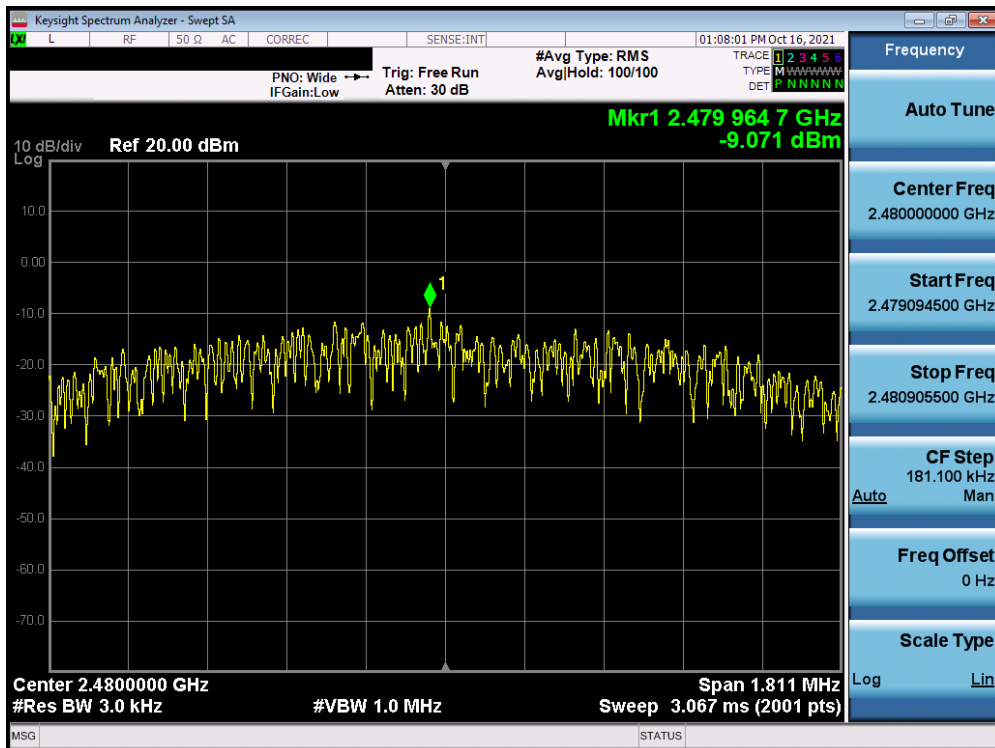 Keysight Spectrum Analyzer - Swept SA
LXI L RF 50 Ω AC CORREC SENSE:INT 01:08:01 PM Oct 16, 2021
PNO: Wide
IFGain:Low
Trig: Free Run
Atten: 30 dB
#Avg Type: RMS
Avg|Hold: 100/100
TRACE 1 2 3 4 5 6
TYPE M W W W W W
DET P N N N N N
Mkr1 2.479 964 7 GHz
-9.071 dBm
10 dB/div Ref 20.00 dBm
Log
10.0
0.00
-10.0
-20.0
-30.0
-40.0
-50.0
-60.0
-70.0
1
Center 2.4800000 GHz Span 1.811 MHz
#Res BW 3.0 kHz #VBW 1.0 MHz Sweep 3.067 ms (2001 pts)
MSG STATUS
Frequency
Auto Tune
Center Freq
2.480000000 GHz
Start Freq
2.479094500 GHz
Stop Freq
2.480905500 GHz
CF Step
181.100 kHz
Auto Man
Freq Offset
0 Hz
Scale Type
Log Lin